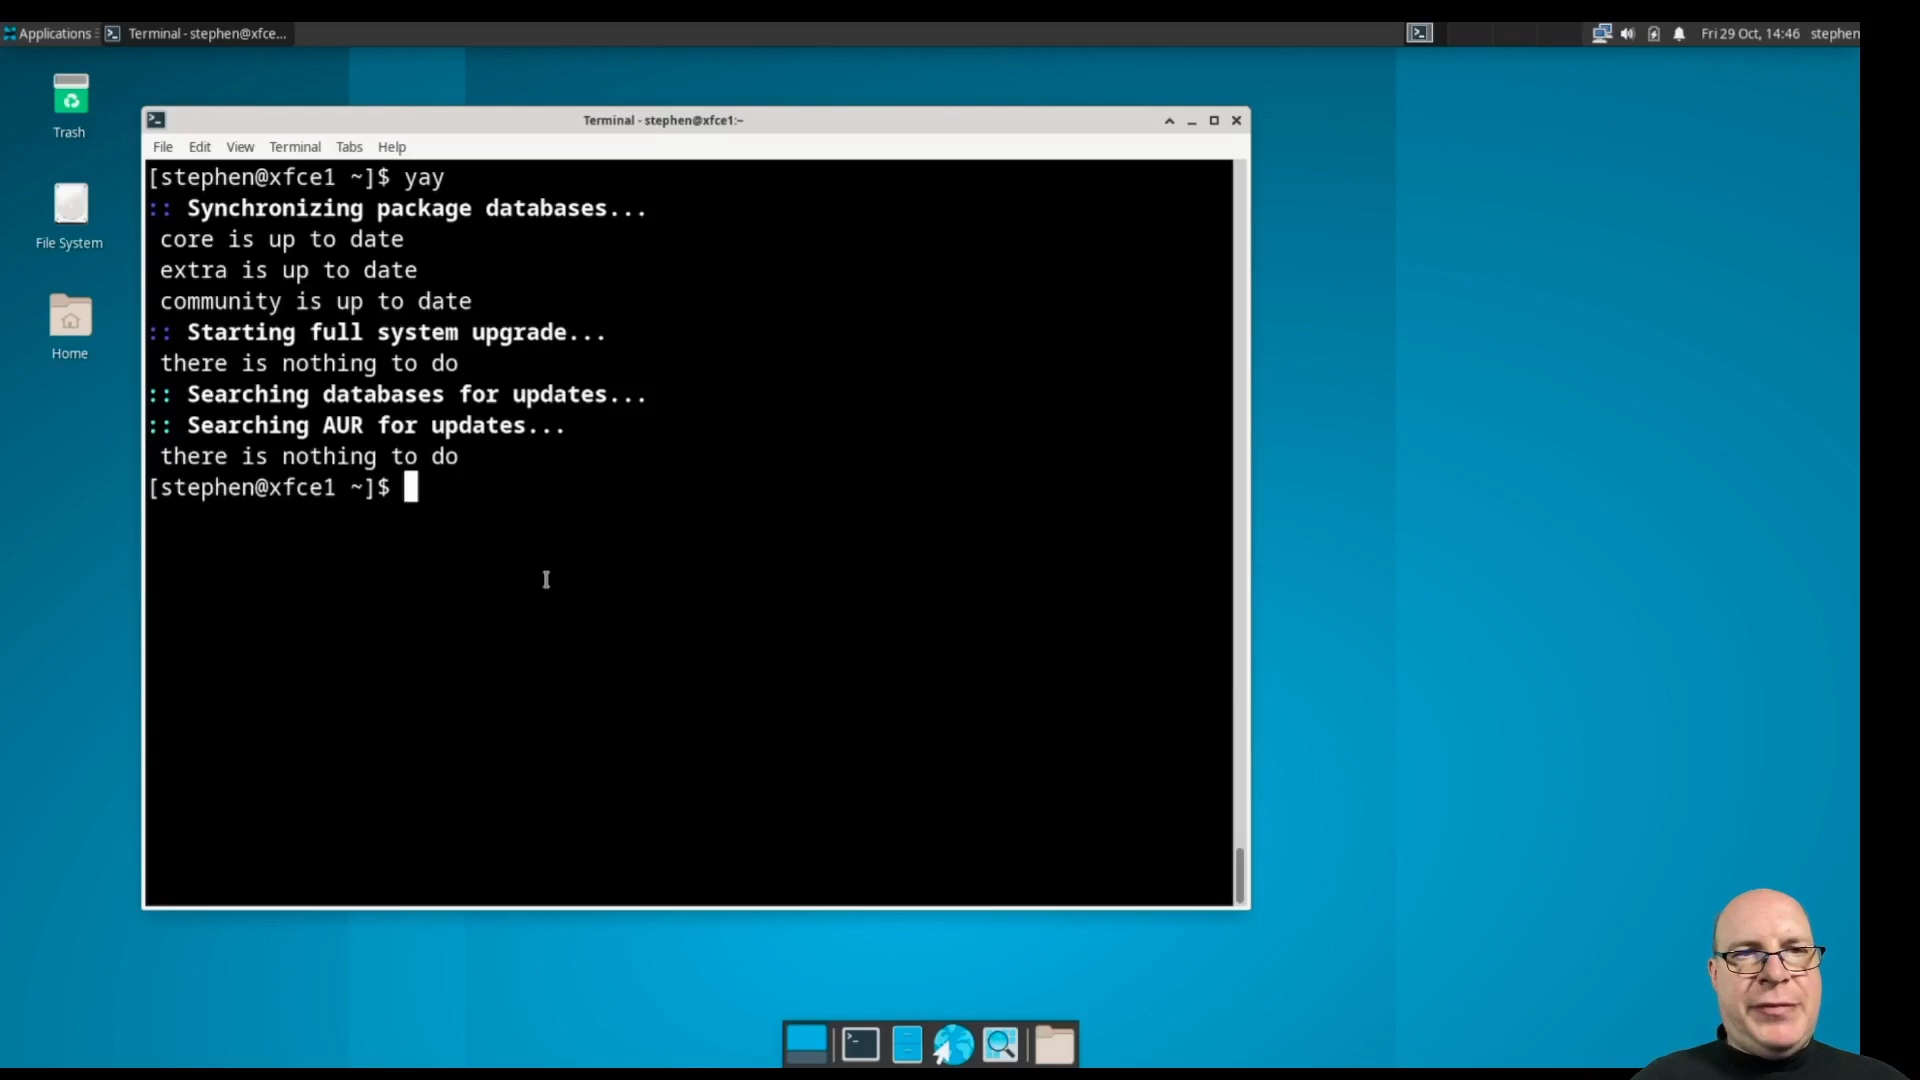 Applications
Terminal - stephen@xfce...
Fri 29 Oct, 14:46
stephen
Trash
File System
Home
Terminal - stephen@xfce1:~
File Edit View Terminal Tabs Help
[stephen@xfce1 ~]$ yay
:: Synchronizing package databases...
core is up to date
extra is up to date
community is up to date
:: Starting full system upgrade...
there is nothing to do
:: Searching databases for updates...
:: Searching AUR for updates...
there is nothing to do
[stephen@xfce1 ~]$